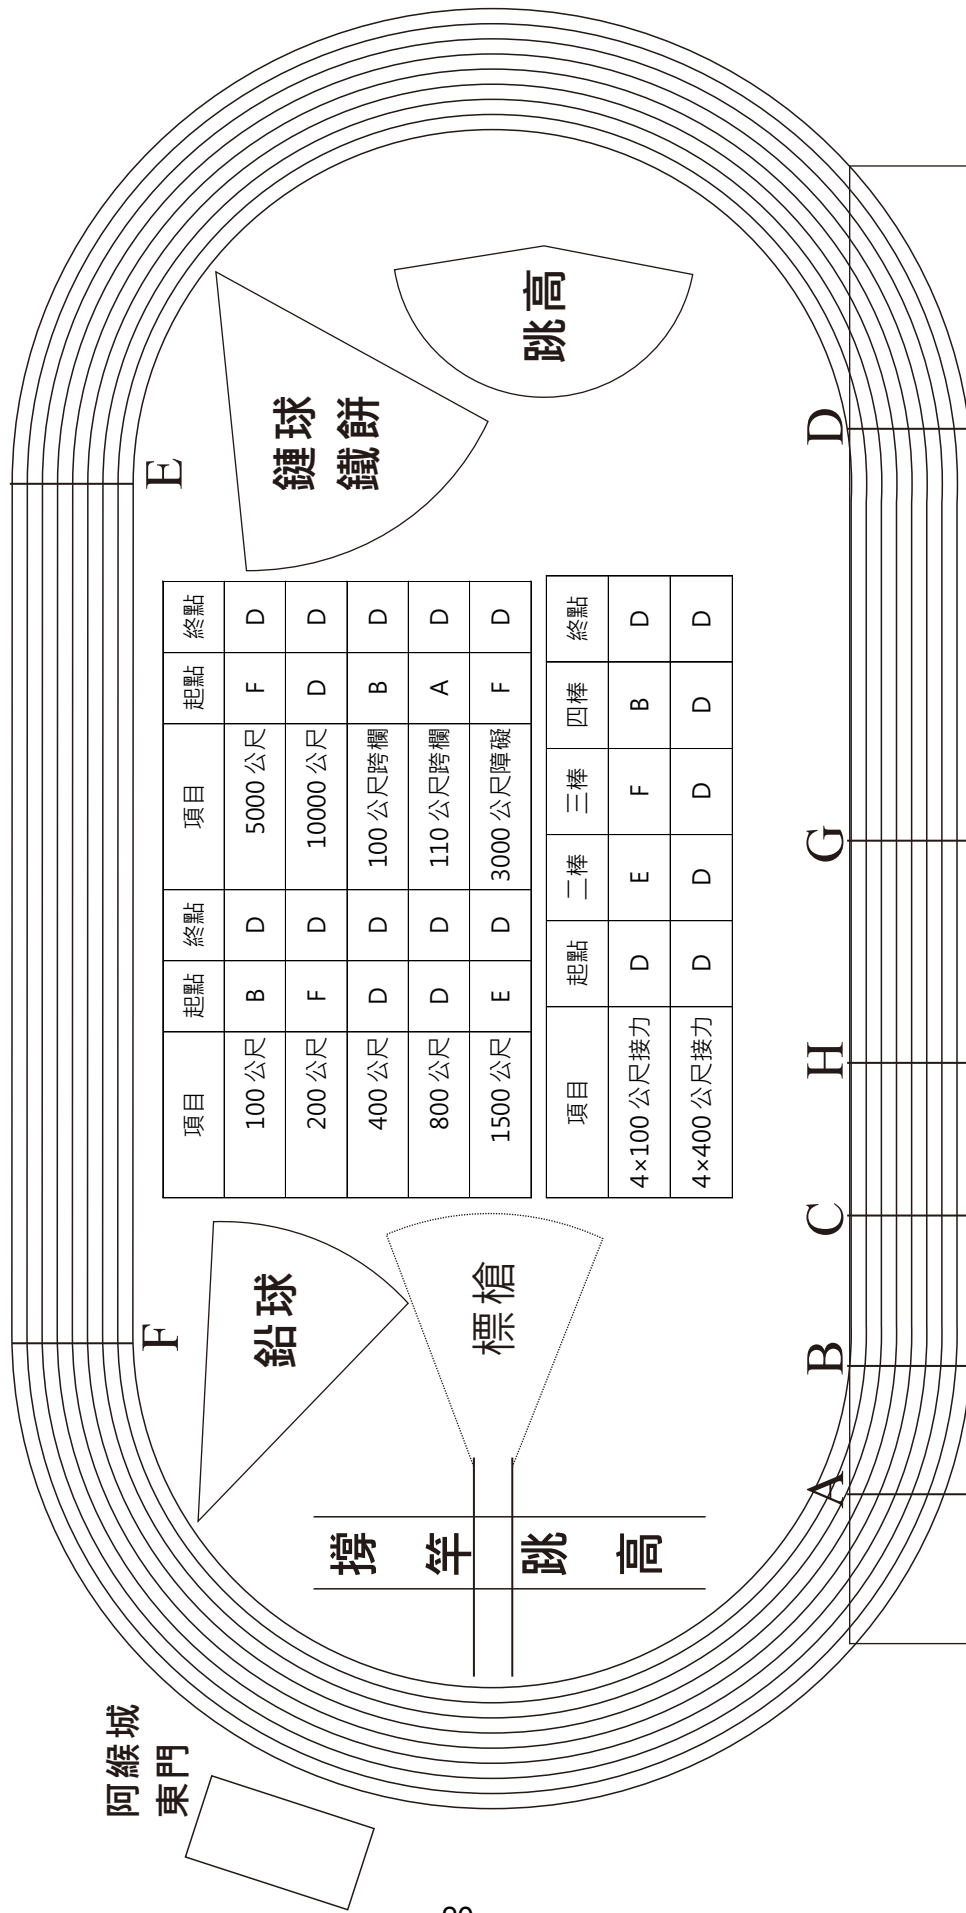 阿緱城
東門
F
E
鉛球
鏈球
鐵餅
標槍
撐竿跳高
跳高
項目 起點 終點 項目 起點 終點
100 公尺 B D 5000 公尺 F D
200 公尺 F D 10000 公尺 D D
400 公尺 D D 100 公尺跨欄 B D
800 公尺 D D 110 公尺跨欄 A D
1500 公尺 E D 3000 公尺障礙 F D
項目 起點 二棒 三棒 四棒 終點
4×100 公尺接力 D E F B D
4×400 公尺接力 D D D D D
A
B
C
H
G
D